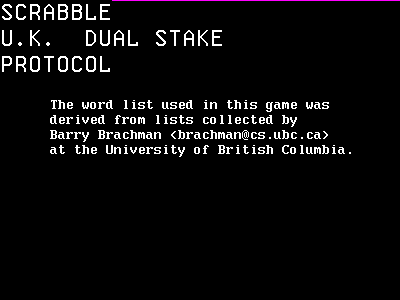 SCRABBLE
U.K.  DUAL STAKE
PROTOCOL
The word list used in this game was
derived from lists collected by
Barry Brachman <brachman@cs.ubc.ca>
at the University of British Columbia.